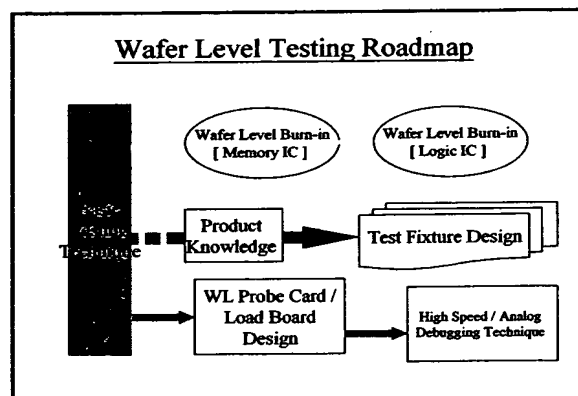 Wafer Level Testing Roadmap
Wafer Level Burn-in
[ Memory IC ]
Wafer Level Burn-in
[ Logic IC ]
Technique
Product
Knowledge
Test Fixture Design
WL Probe Card /
Load Board
Design
High Speed / Analog
Debugging Technique